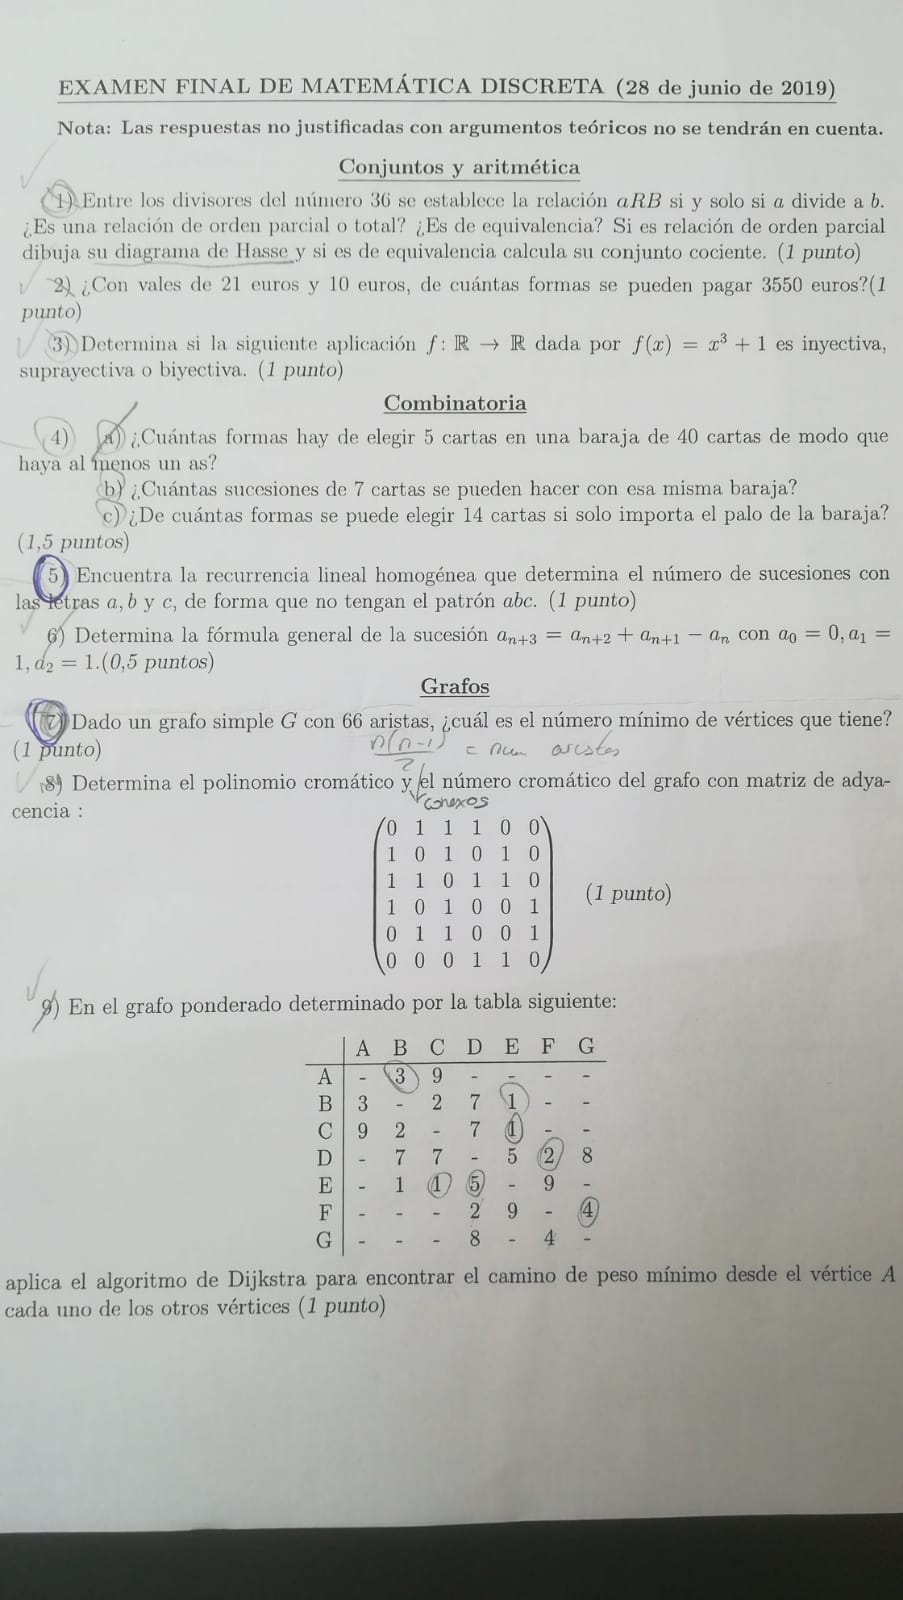 EXAMEN FINAL DE MATEMÁTICA DISCRETA (28 de junio de 2019)
Nota: Las respuestas no justificadas con argumentos teóricos no se tendrán en cuenta.
Conjuntos y aritmética
1) Entre los divisores del número 36 se establece la relación aRB si y solo si a divide a b.
¿Es una relación de orden parcial o total? ¿Es de equivalencia? Si es relación de orden parcial
dibuja su diagrama de Hasse y si es de equivalencia calcula su conjunto cociente. (1 punto)
2) ¿Con vales de 21 euros y 10 euros, de cuántas formas se pueden pagar 3550 euros?(1
punto)
3) Determina si la siguiente aplicación f: ℝ → ℝ dada por f(x) = x³ + 1 es inyectiva,
suprayectiva o biyectiva. (1 punto)
Combinatoria
4) a) ¿Cuántas formas hay de elegir 5 cartas en una baraja de 40 cartas de modo que
haya al menos un as?
b) ¿Cuántas sucesiones de 7 cartas se pueden hacer con esa misma baraja?
c) ¿De cuántas formas se puede elegir 14 cartas si solo importa el palo de la baraja?
(1,5 puntos)
5) Encuentra la recurrencia lineal homogénea que determina el número de sucesiones con
las letras a, b y c, de forma que no tengan el patrón abc. (1 punto)
6) Determina la fórmula general de la sucesión aₙ₊₃ = aₙ₊₂ + aₙ₊₁ − aₙ con a₀ = 0, a₁ =
1, a₂ = 1.(0,5 puntos)
Grafos
7) Dado un grafo simple G con 66 aristas, ¿cuál es el número mínimo de vértices que tiene?
(1 punto) n(n-1)/2 = num aristas
8) Determina el polinomio cromático y el número cromático del grafo con matriz de adya-
cencia : conexos
0 1 1 1 0 0
1 0 1 0 1 0
1 1 0 1 1 0
1 0 1 0 0 1 (1 punto)
0 1 1 0 0 1
0 0 0 1 1 0
9) En el grafo ponderado determinado por la tabla siguiente:
A B C D E F G
A - 3 9 - - - -
B 3 - 2 7 1 - -
C 9 2 - 7 1 - -
D - 7 7 - 5 2 8
E - 1 1 5 - 9 -
F - - - 2 9 - 4
G - - - 8 - 4 -
aplica el algoritmo de Dijkstra para encontrar el camino de peso mínimo desde el vértice A
cada uno de los otros vértices (1 punto)